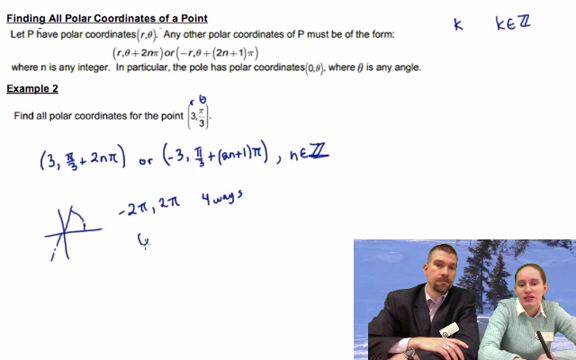 Finding All Polar Coordinates of a Point
k k∈ℤ
Let P have polar coordinates (r,θ). Any other polar coordinates of P must be of the form:
(r,θ+2nπ) or (−r,θ+(2n+1)π)
where n is any integer. In particular, the pole has polar coordinates (0,θ), where θ is any angle.
Example 2
r θ
Find all polar coordinates for the point (3, π/3).
(3, π/3 + 2nπ) or (-3, π/3 + (2n+1)π), n∈ℤ
-2π, 2π 4 ways